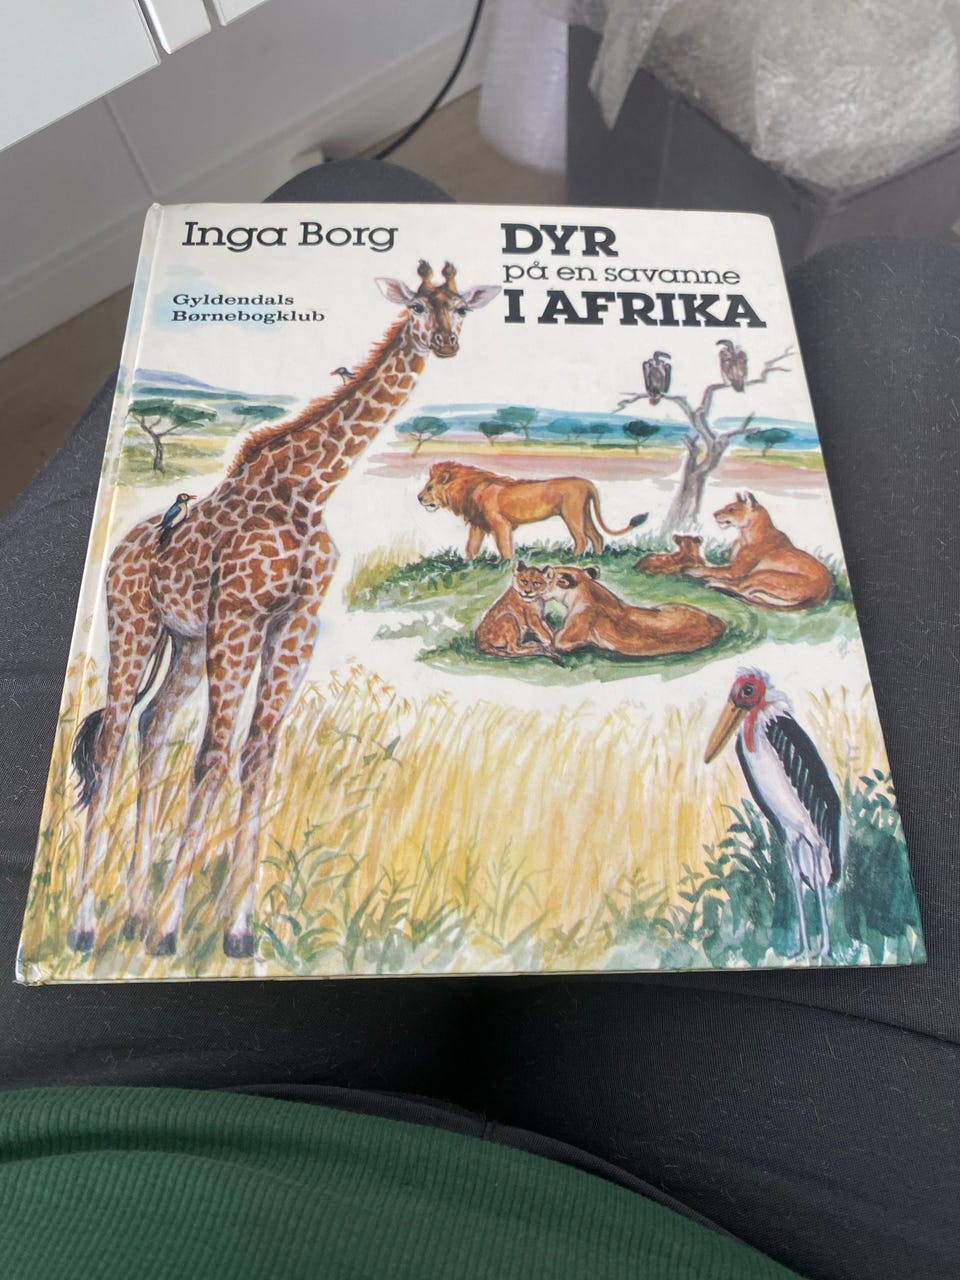 Inga Borg
Gyldendals
Børnebogklub
DYR
på en savanne
I AFRIKA